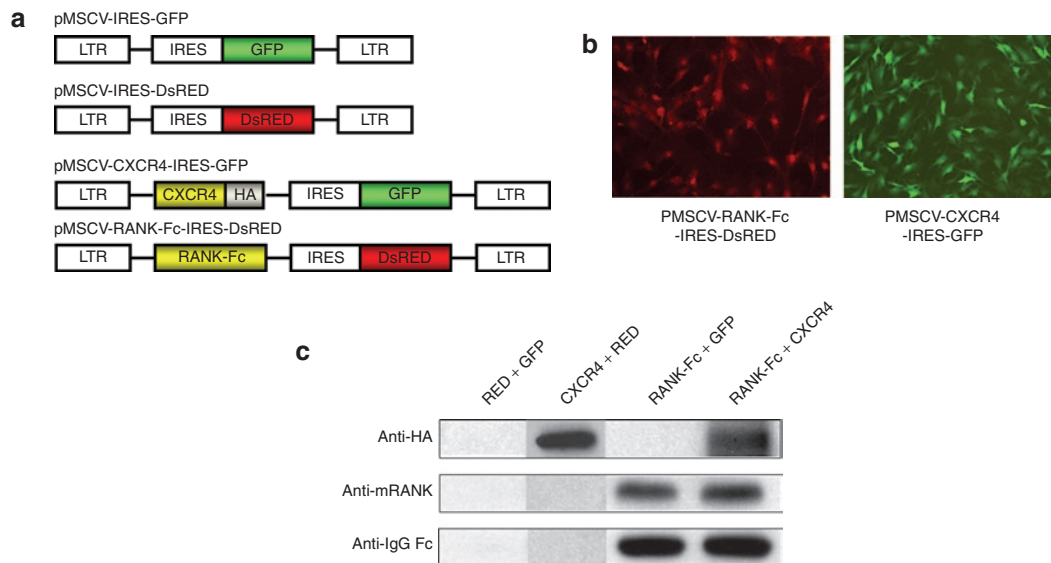 a
pMSCV-IRES-GFP
LTR IRES GFP LTR
pMSCV-IRES-DsRED
LTR IRES DsRED LTR
pMSCV-CXCR4-IRES-GFP
LTR CXCR4 HA IRES GFP LTR
pMSCV-RANK-Fc-IRES-DsRED
LTR RANK-Fc IRES DsRED LTR
b
PMSCV-RANK-Fc
-IRES-DsRED
PMSCV-CXCR4
-IRES-GFP
c
RED + GFP
CXCR4 + RED
RANK-Fc + GFP
RANK-Fc + CXCR4
Anti-HA
Anti-mRANK
Anti-IgG Fc